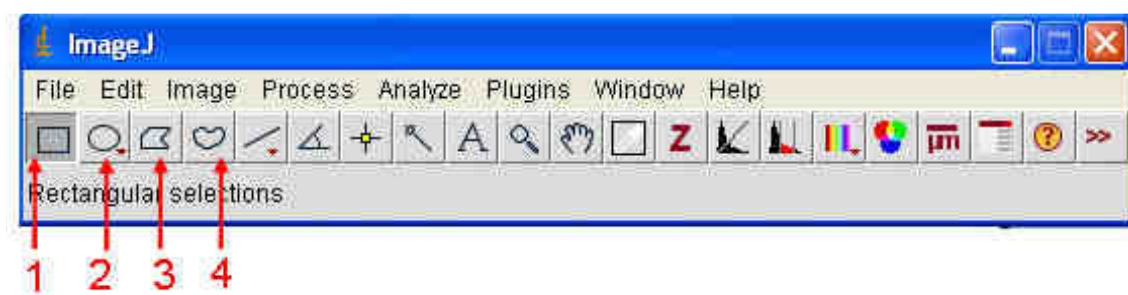 ImageJ
File Edit Image Process Analyze Plugins Window Help
A Z µm ? >>
Rectangular selections
1 2 3 4